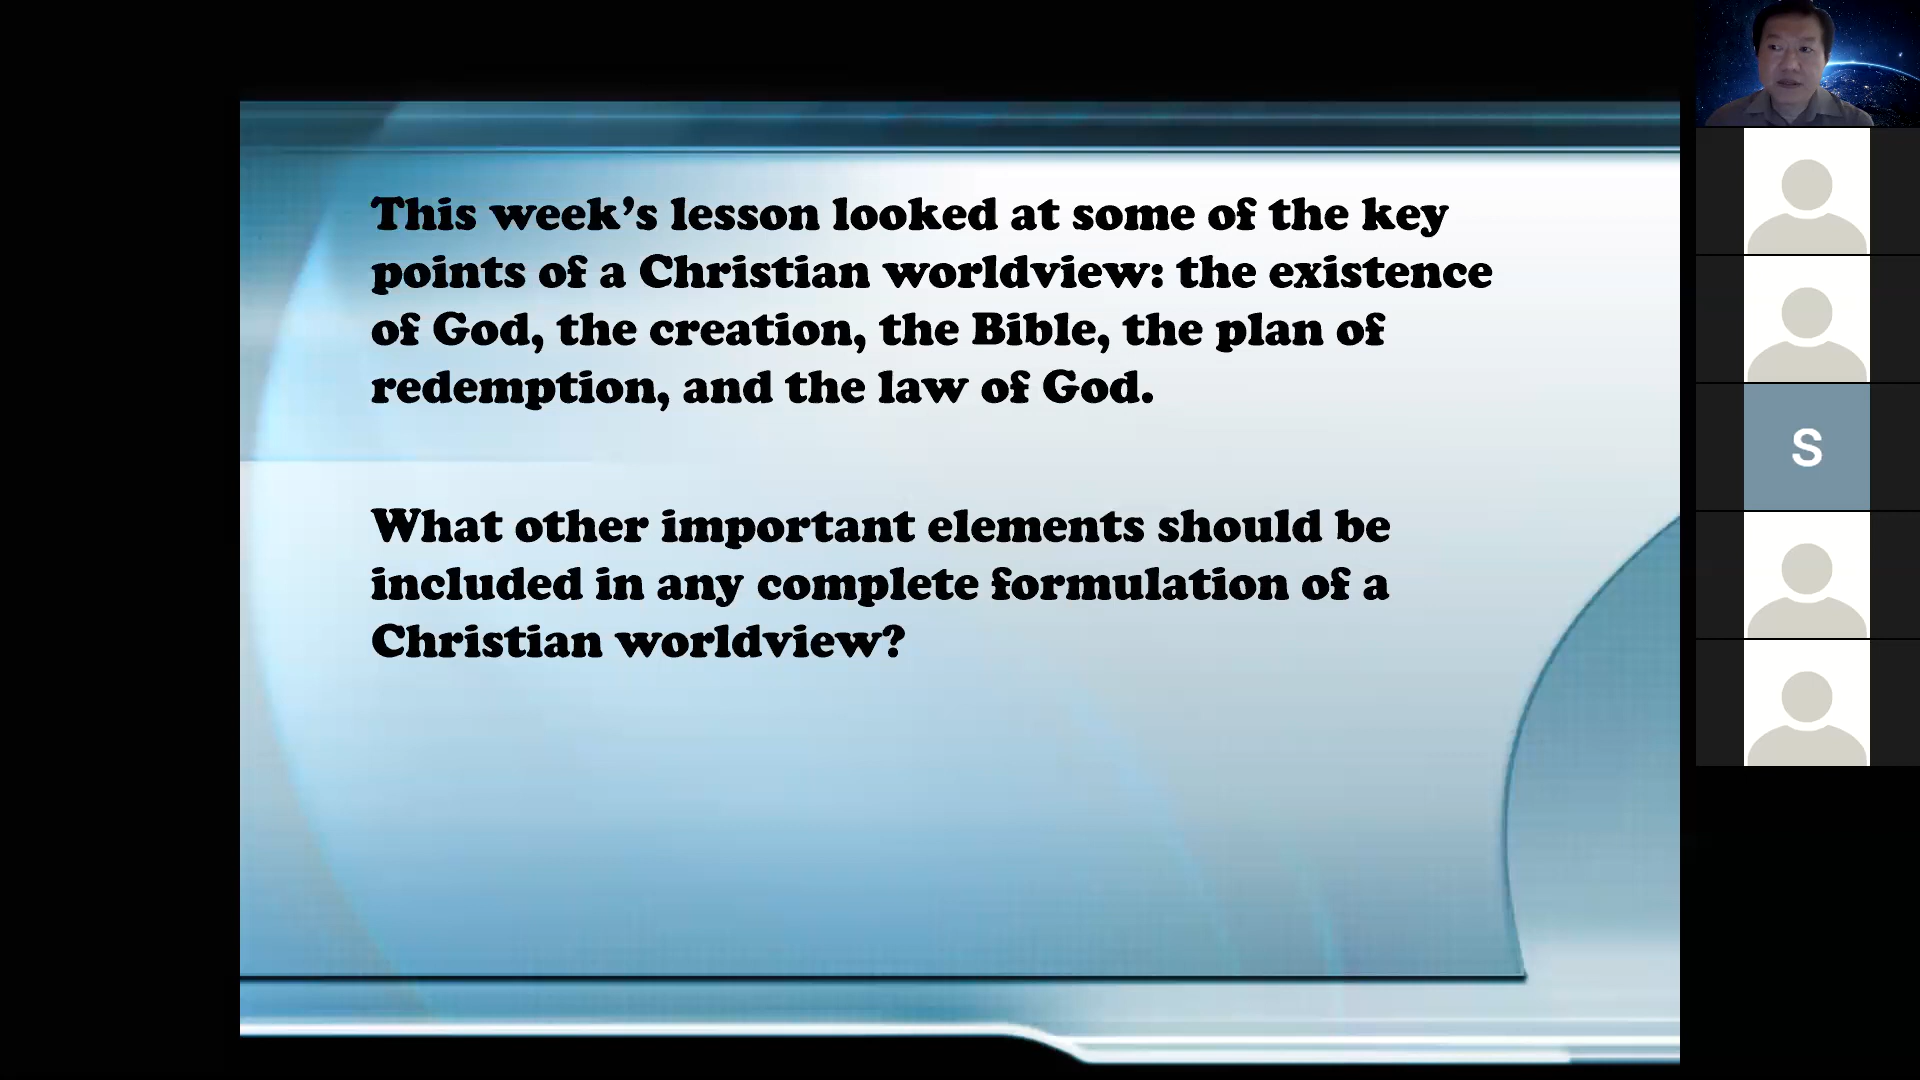 This week’s lesson looked at some of the key
points of a Christian worldview: the existence
of God, the creation, the Bible, the plan of
redemption, and the law of God.
What other important elements should be
included in any complete formulation of a
Christian worldview?
S